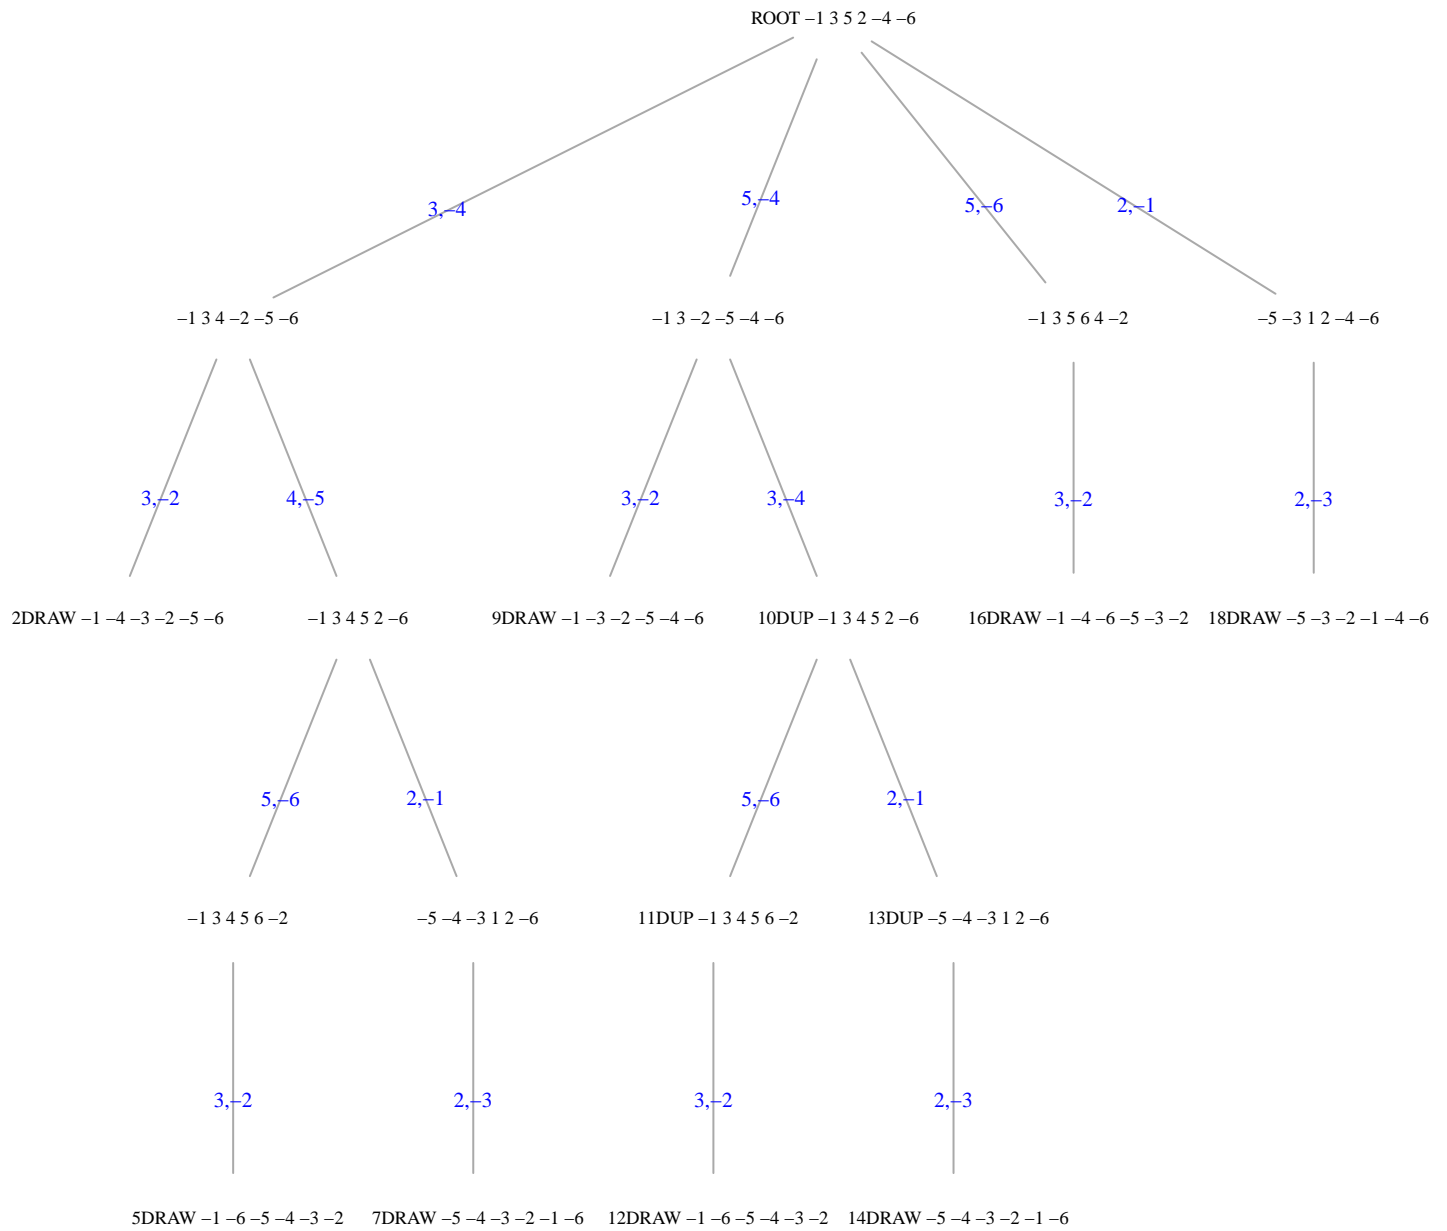 ROOT –1 3 5 2 –4 –6
3,–4 5,–4 5,–6 2,–1
–1 3 4 –2 –5 –6 –1 3 –2 –5 –4 –6 –1 3 5 6 4 –2 –5 –3 1 2 –4 –6
3,–2 4,–5 3,–2 3,–4 3,–2 2,–3
2DRAW –1 –4 –3 –2 –5 –6 –1 3 4 5 2 –6 9DRAW –1 –3 –2 –5 –4 –6 10DUP –1 3 4 5 2 –6 16DRAW –1 –4 –6 –5 –3 –2 18DRAW –5 –3 –2 –1 –4 –6
5,–6 2,–1 5,–6 2,–1
–1 3 4 5 6 –2 –5 –4 –3 1 2 –6 11DUP –1 3 4 5 6 –2 13DUP –5 –4 –3 1 2 –6
3,–2 2,–3 3,–2 2,–3
5DRAW –1 –6 –5 –4 –3 –2 7DRAW –5 –4 –3 –2 –1 –6 12DRAW –1 –6 –5 –4 –3 –2 14DRAW –5 –4 –3 –2 –1 –6